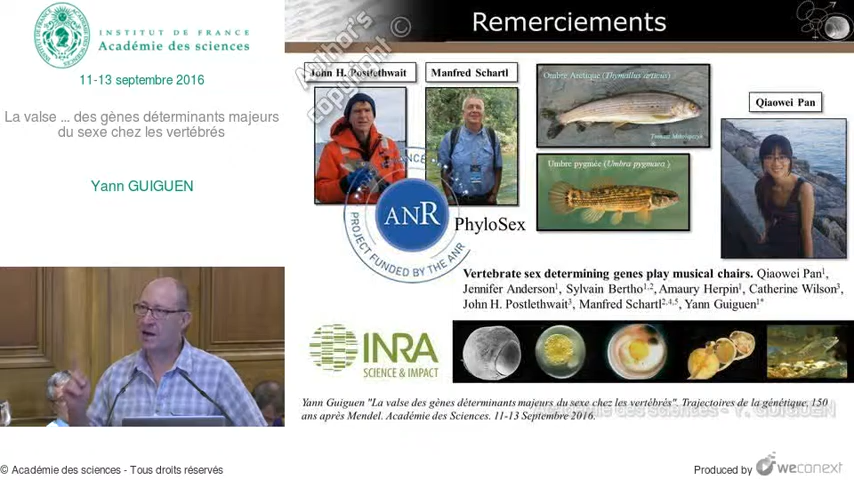 INSTITUT DE FRANCE
Académie des sciences
11-13 septembre 2016
La valse ... des gènes déterminants majeurs
du sexe chez les vertébrés
Yann GUIGUEN
Remerciements
Author's
copyright ©
John H. Postlethwait
Manfred Schartl
Ombre Arctique (Thymallus articus)
Umbre pygmée (Umbra pygmaea)
Qiaowei Pan
ANR
PROJECT FUNDED BY THE ANR
PhyloSex
Vertebrate sex determining genes play musical chairs. Qiaowei Pan1,
Jennifer Anderson1, Sylvain Bertho1,2, Amaury Herpin1, Catherine Wilson3,
John H. Postlethwait3, Manfred Schartl2,4,5, Yann Guiguen1*
INRA
SCIENCE & IMPACT
Yann Guiguen "La valse des gènes déterminants majeurs du sexe chez les vertébrés". Trajectoires de la génétique, 150
ans après Mendel. Académie des Sciences. 11-13 Septembre 2016.
des sciences - Y. GUIGUEN
© Académie des sciences - Tous droits réservés
Produced by weconext